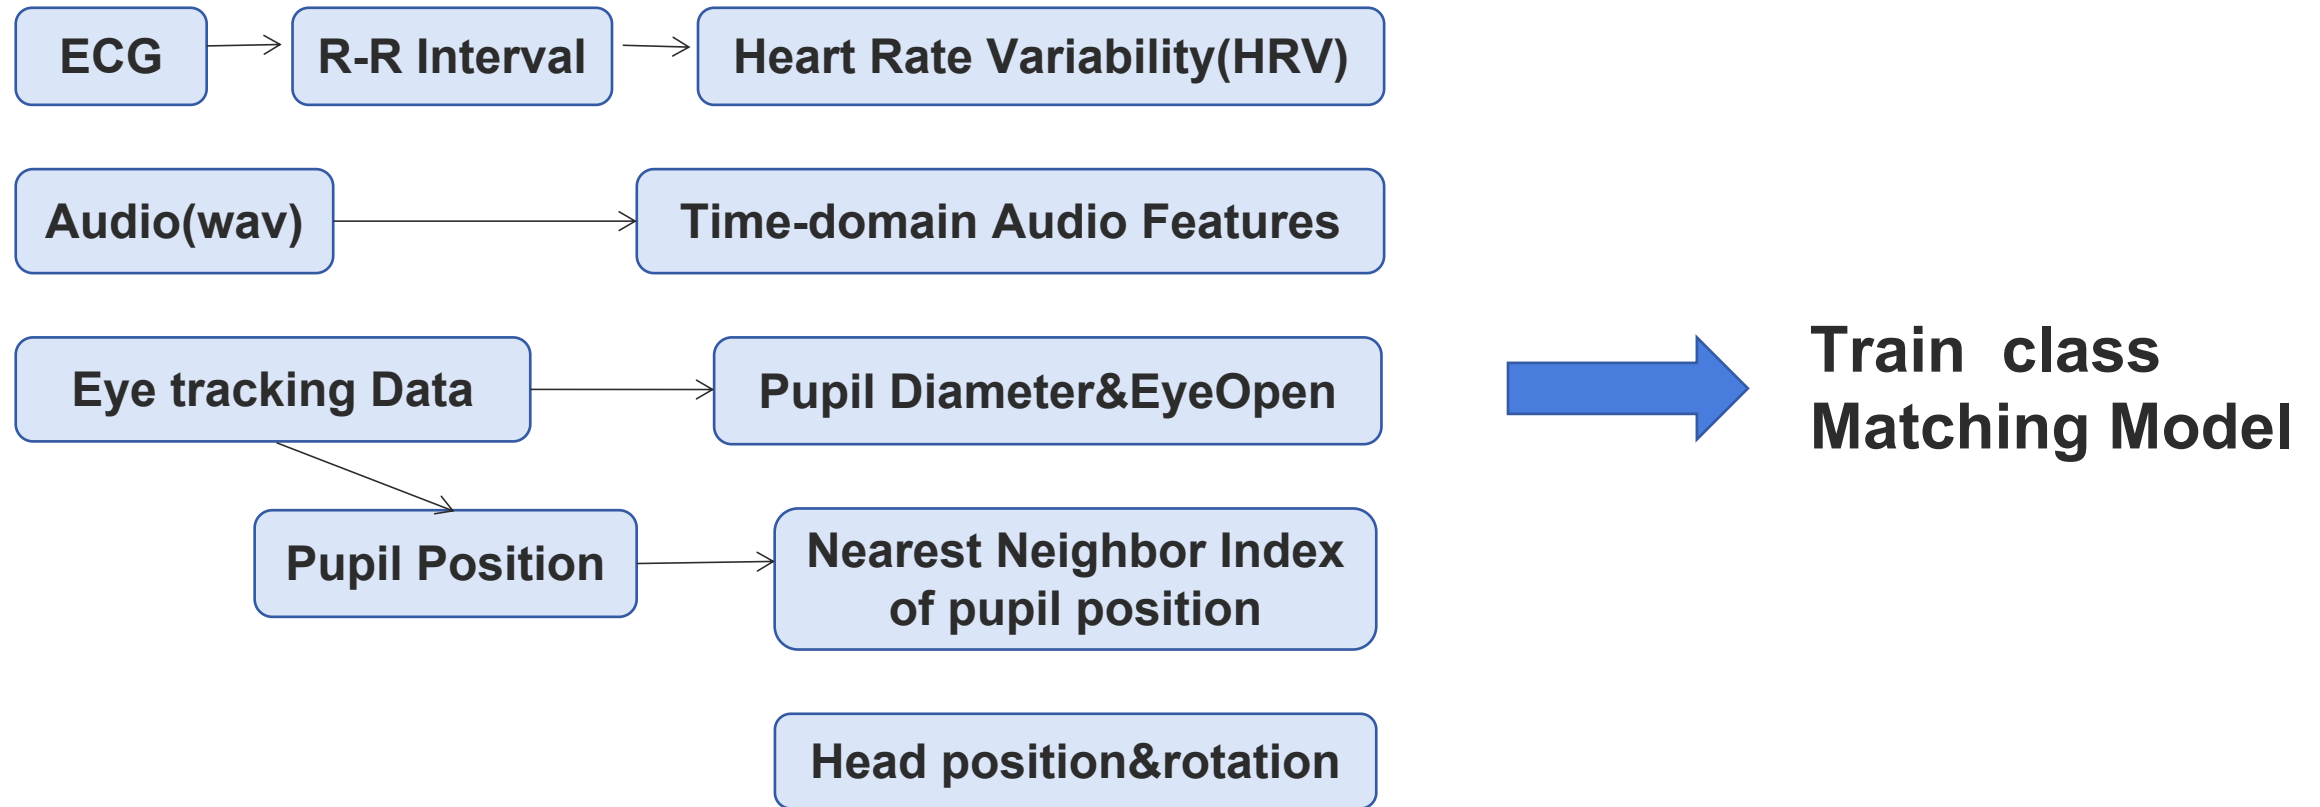 ECG
R-R Interval
Heart Rate Variability(HRV)
Audio(wav)
Time-domain Audio Features
Eye tracking Data
Pupil Diameter&EyeOpen
Train class
Matching Model
Pupil Position
Nearest Neighbor Index
of pupil position
Head position&rotation